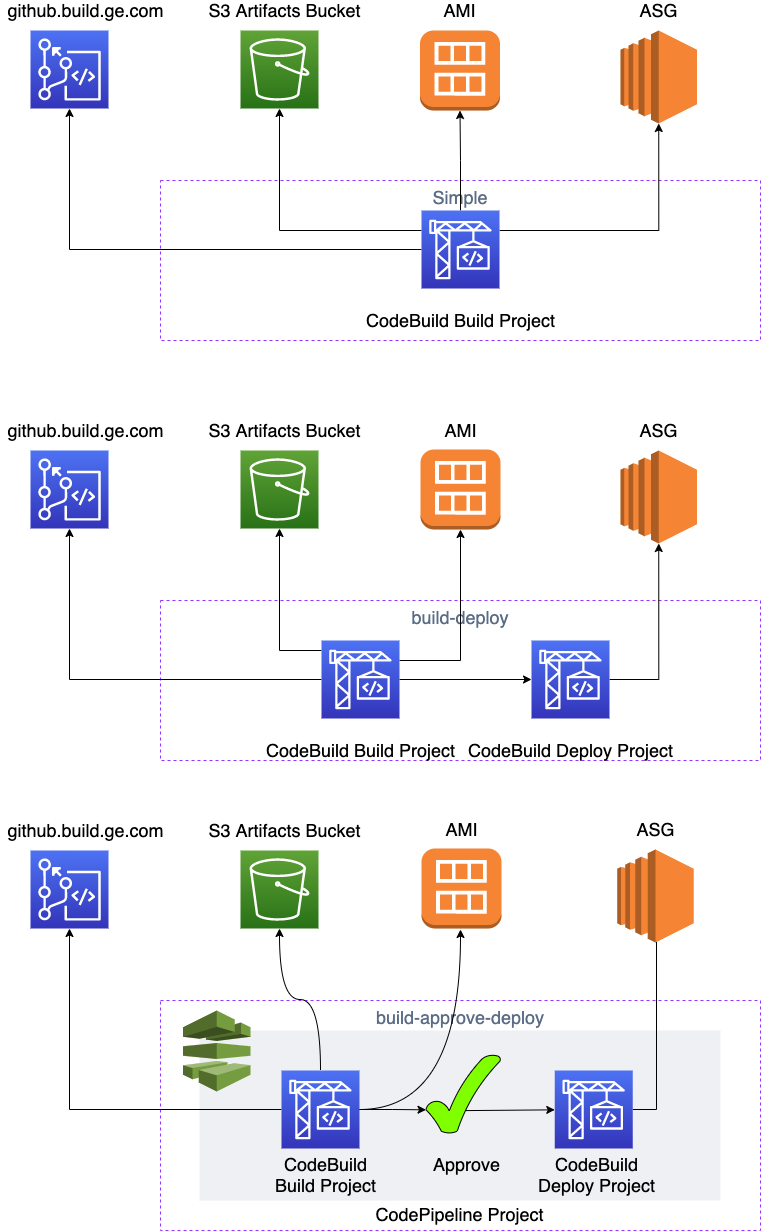 github.build.ge.com
S3 Artifacts Bucket
AMI
ASG
</>
Simple
</>
CodeBuild Build Project
github.build.ge.com
S3 Artifacts Bucket
AMI
ASG
</>
build-deploy
</>
</>
CodeBuild Build Project
CodeBuild Deploy Project
github.build.ge.com
S3 Artifacts Bucket
AMI
ASG
</>
build-approve-deploy
</>
</>
CodeBuild
Build Project
Approve
CodeBuild
Deploy Project
CodePipeline Project